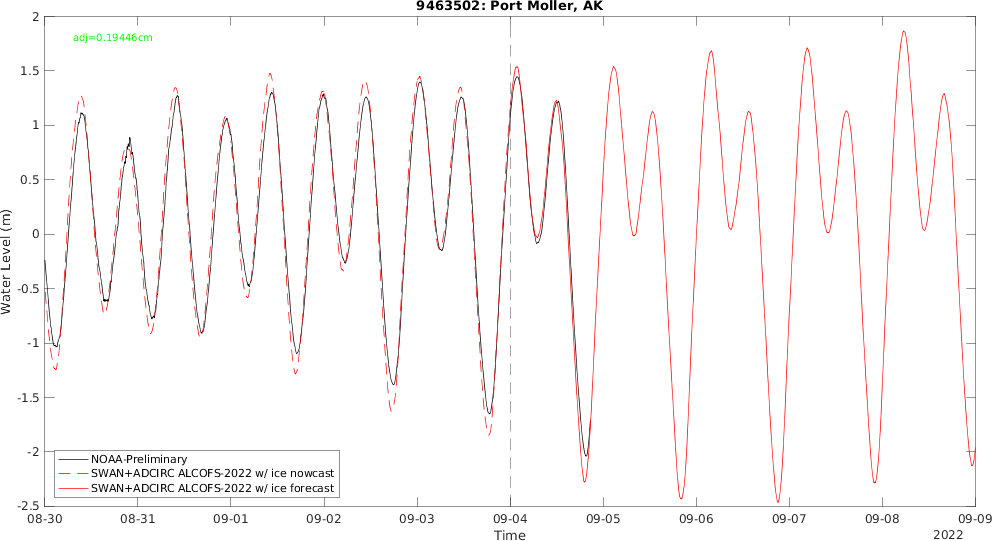 9463502: Port Moller, AK
adj=0.19446cm
Water Level (m)
2
1.5
1
0.5
0
-0.5
-1
-1.5
-2
-2.5
NOAA-Preliminary
SWAN+ADCIRC ALCOFS-2022 w/ ice nowcast
SWAN+ADCIRC ALCOFS-2022 w/ ice forecast
08-30 08-31 09-01 09-02 09-03 09-04 09-05 09-06 09-07 09-08 09-09
Time
2022